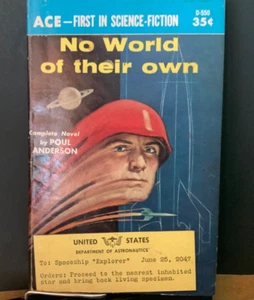 ACE—FIRST IN SCIENCE-FICTION
D-550
35¢
No World
of their own
Complete Novel
by POUL
ANDERSON
UNITED STATES
DEPARTMENT OF ASTRONAUTICS
To: Spaceship "Explorer" June 25, 2047
Orders: Proceed to the nearest inhabited
star and bring back living specimen.